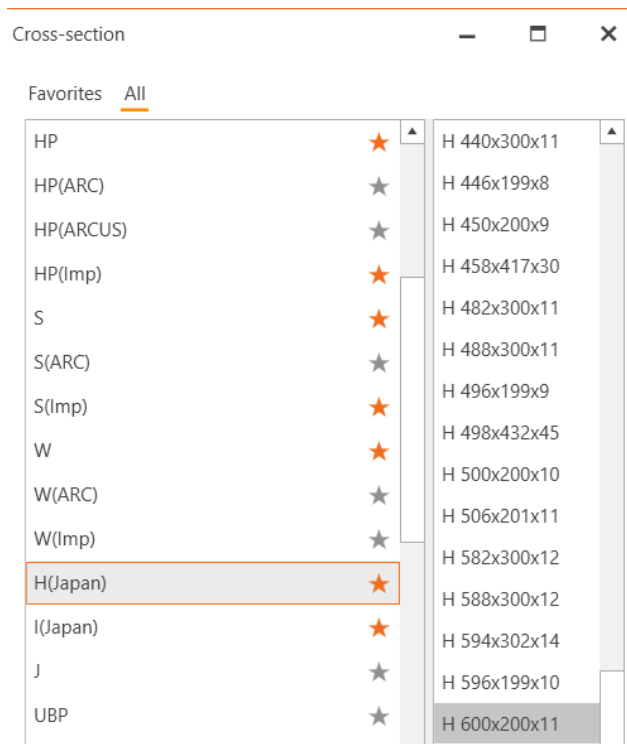 Cross-section
Favorites All
HP
HP(ARC)
HP(ARCUS)
HP(Imp)
S
S(ARC)
S(Imp)
W
W(ARC)
W(Imp)
H(Japan)
I(Japan)
J
UBP
H 440x300x11
H 446x199x8
H 450x200x9
H 458x417x30
H 482x300x11
H 488x300x11
H 496x199x9
H 498x432x45
H 500x200x10
H 506x201x11
H 582x300x12
H 588x300x12
H 594x302x14
H 596x199x10
H 600x200x11